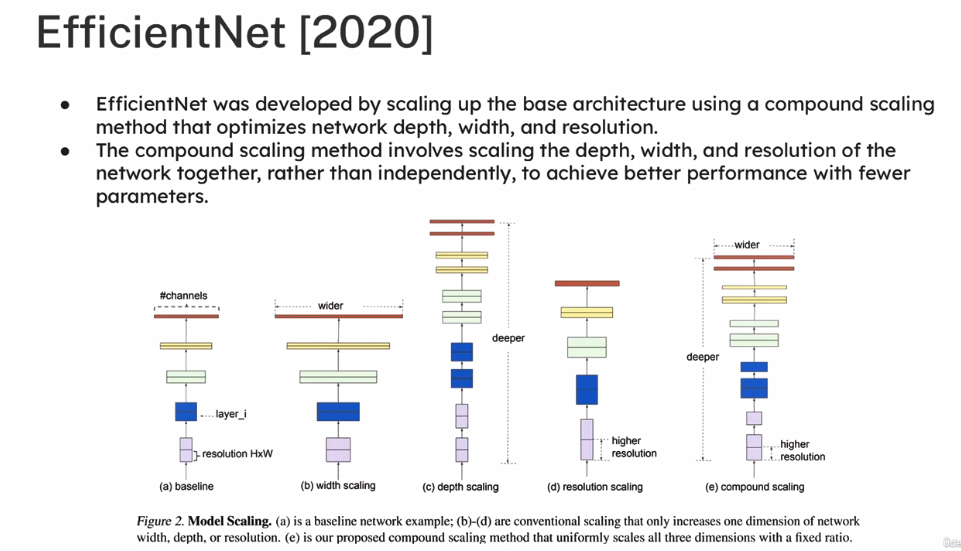 EfficientNet [2020]
● EfficientNet was developed by scaling up the base architecture using a compound scaling
method that optimizes network depth, width, and resolution.
● The compound scaling method involves scaling the depth, width, and resolution of the
network together, rather than independently, to achieve better performance with fewer
parameters.
#channels
layer_i
resolution HxW
(a) baseline
wider
(b) width scaling
deeper
(c) depth scaling
higher
resolution
(d) resolution scaling
wider
deeper
higher
resolution
(e) compound scaling
Figure 2. Model Scaling. (a) is a baseline network example; (b)-(d) are conventional scaling that only increases one dimension of network
width, depth, or resolution. (e) is our proposed compound scaling method that uniformly scales all three dimensions with a fixed ratio.